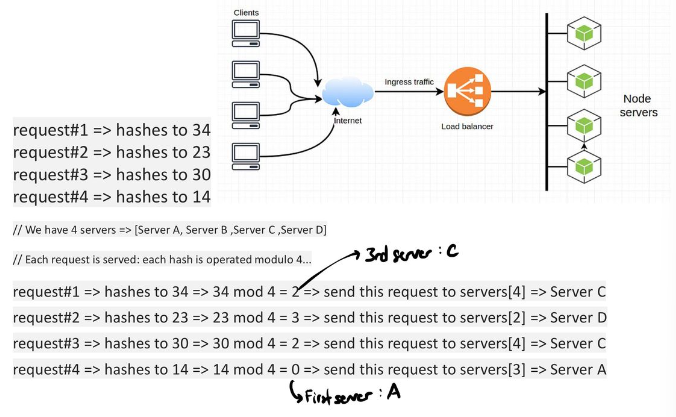 Clients
Ingress traffic
Internet
Load balancer
Node
servers
request#1 => hashes to 34
request#2 => hashes to 23
request#3 => hashes to 30
request#4 => hashes to 14
// We have 4 servers => [Server A, Server B ,Server C ,Server D]
// Each request is served: each hash is operated modulo 4...
3rd server : C
request#1 => hashes to 34 => 34 mod 4 = 2 => send this request to servers[4] => Server C
request#2 => hashes to 23 => 23 mod 4 = 3 => send this request to servers[2] => Server D
request#3 => hashes to 30 => 30 mod 4 = 2 => send this request to servers[4] => Server C
request#4 => hashes to 14 => 14 mod 4 = 0 => send this request to servers[3] => Server A
First server : A